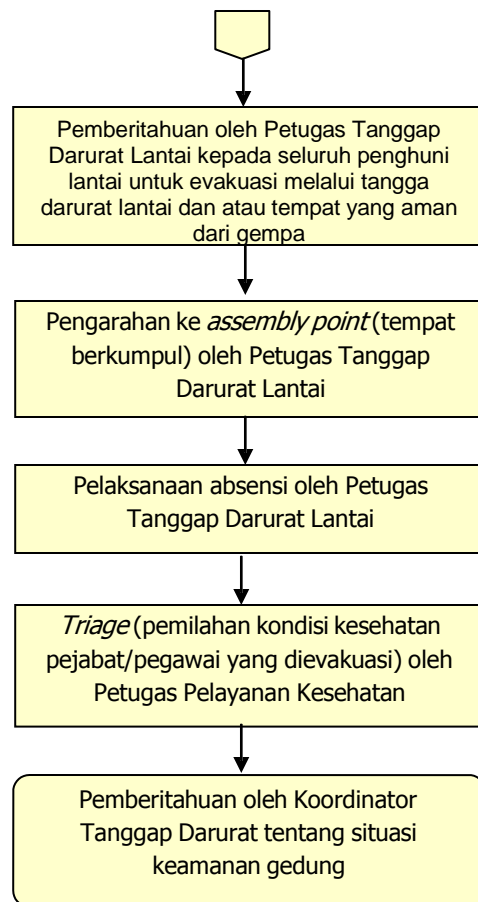 Pemberitahuan oleh Petugas Tanggap
Darurat Lantai kepada seluruh penghuni
lantai untuk evakuasi melalui tangga
darurat lantai dan atau tempat yang aman
dari gempa
Pengarahan ke assembly point (tempat
berkumpul) oleh Petugas Tanggap
Darurat Lantai
Pelaksanaan absensi oleh Petugas
Tanggap Darurat Lantai
Triage (pemilahan kondisi kesehatan
pejabat/pegawai yang dievakuasi) oleh
Petugas Pelayanan Kesehatan
Pemberitahuan oleh Koordinator
Tanggap Darurat tentang situasi
keamanan gedung